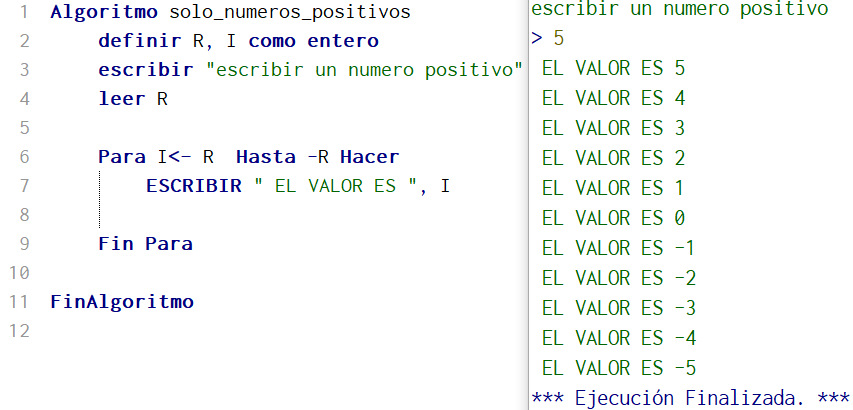 1 Algoritmo solo_numeros_positivos
2 definir R, I como entero
3 escribir "escribir un numero positivo"
4 leer R
5
6 Para I<- R  Hasta -R Hacer
7 ESCRIBIR " EL VALOR ES ", I
8
9 Fin Para
10
11 FinAlgoritmo
12
escribir un numero positivo
> 5
EL VALOR ES 5
EL VALOR ES 4
EL VALOR ES 3
EL VALOR ES 2
EL VALOR ES 1
EL VALOR ES 0
EL VALOR ES -1
EL VALOR ES -2
EL VALOR ES -3
EL VALOR ES -4
EL VALOR ES -5
*** Ejecución Finalizada. ***